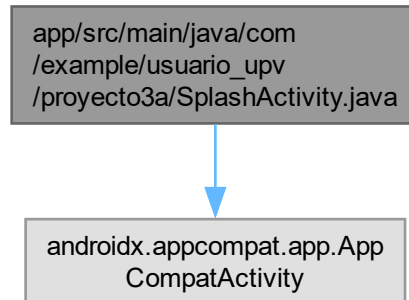 app/src/main/java/com
/example/usuario_upv
/proyecto3a/SplashActivity.java
androidx.appcompat.app.App
CompatActivity